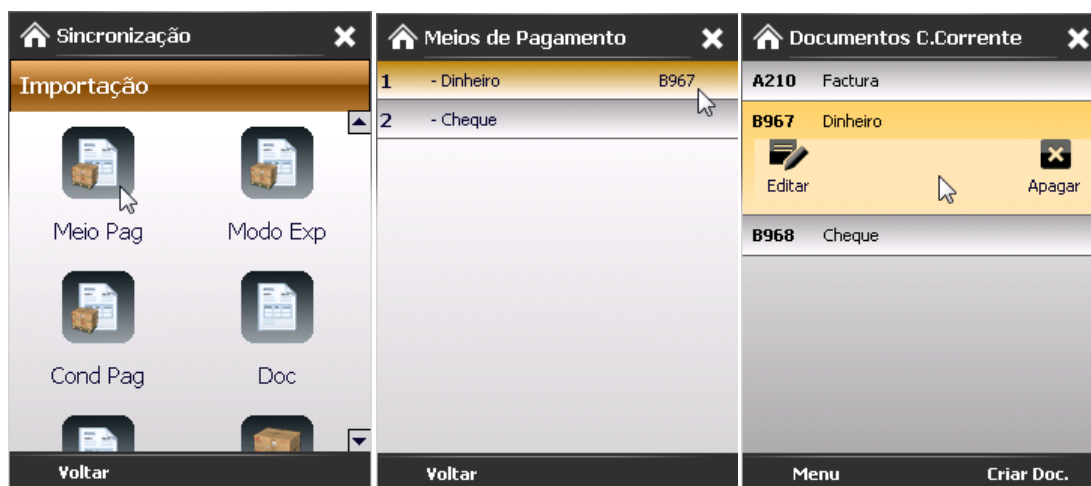 Sincronização
Importação
Meio Pag Modo Exp
Cond Pag Doc
Voltar
Meios de Pagamento
1 - Dinheiro B967
2 - Cheque
Voltar
Documentos C.Corrente
A210 Factura
B967 Dinheiro
Editar Apagar
B968 Cheque
Menu Criar Doc.